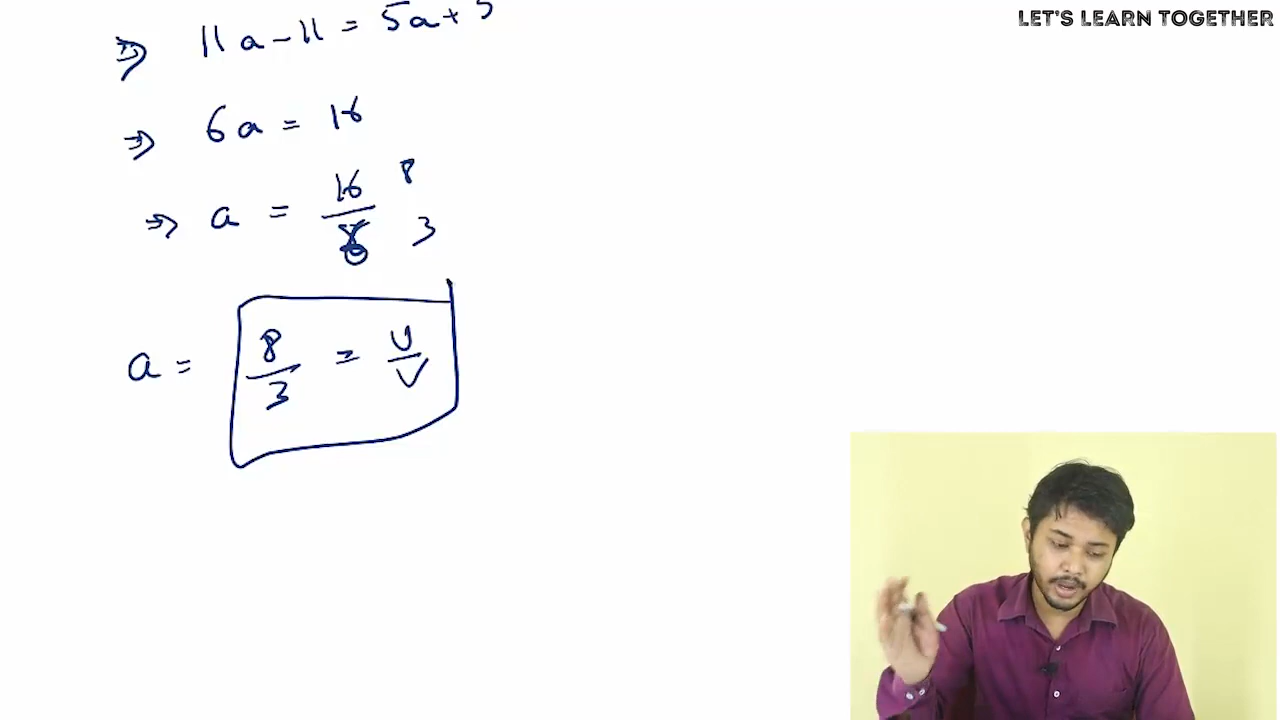 LET'S LEARN TOGETHER
⇒ 11a - 11 = 5a + 5
⇒ 6a = 16
⇒ a = 16/6 8/3
a = 8/3 = U/V